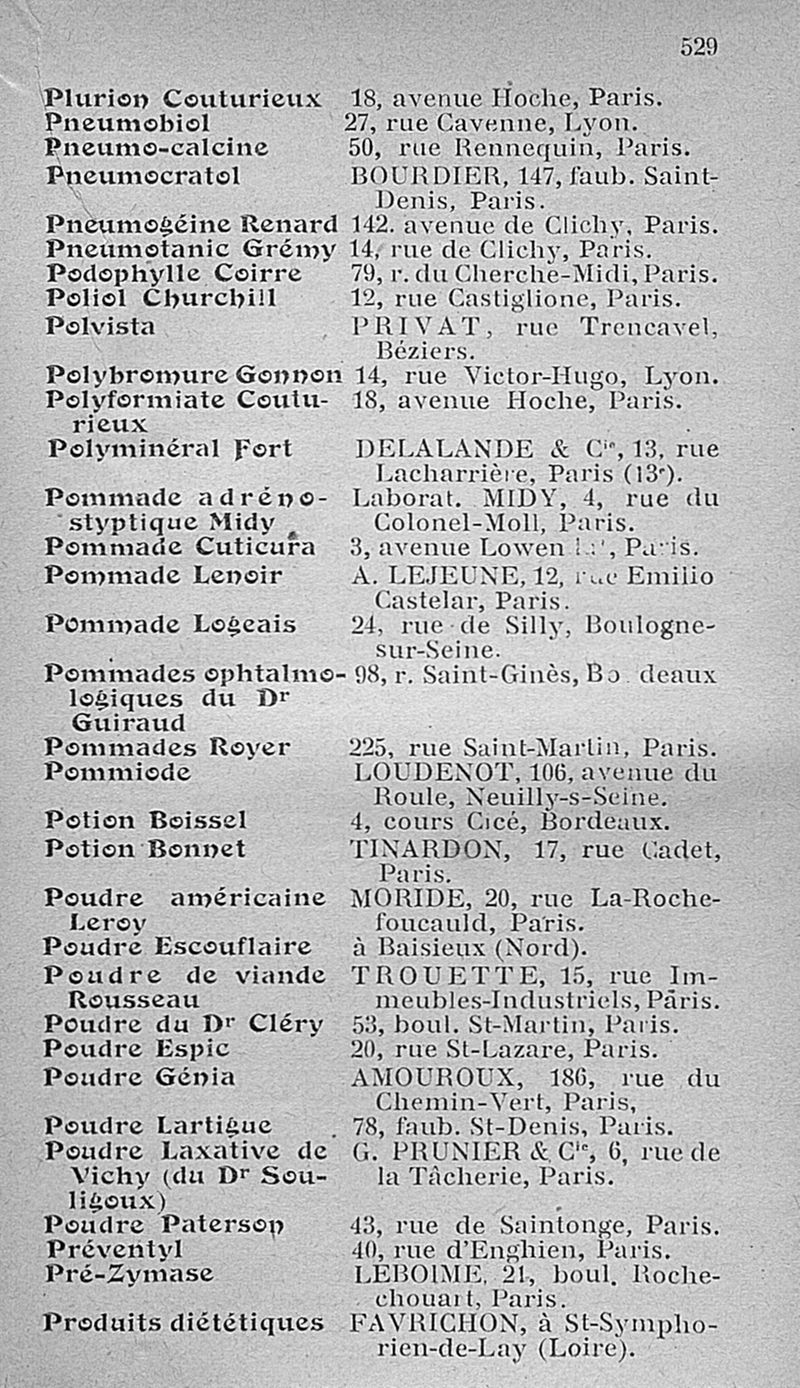 529
Plurion Couturieux 18, avenue Hoche, Paris.
Pneumobiol 27, rue Cavenne, Lyon.
Pneumo-calcine 50, rue Rennequin, Paris.
Pneumocratol BOURDIER, 147, faub. Saint-
Denis, Paris.
Pneumogéine Renard 142. avenue de Clichy, Paris.
Pneumotanic Grémy 14, rue de Clichy, Paris.
Podophylle Coirre 79, r. du Cherche-Midi, Paris.
Poliol Churchill 12, rue Castiglione, Paris.
Polvista PRIVAT, rue Trencavel,
Béziers.
Polybromure Gonnon 14, rue Victor-Hugo, Lyon.
Polyformiate Coutu- 18, avenue Hoche, Paris.
rieux
Polyminéral Fort DELALANDE & Cie, 13, rue
Lacharrière, Paris (13e).
Pommade adréno- Laborat. MIDY, 4, rue du
styptique Midy Colonel-Moll, Paris.
Pommade Cuticura 3, avenue Lowen Paris.
Pommade Lenoir A. LEJEUNE, 12, rue Emilio
Castelar, Paris.
Pommade Logeais 24, rue de Silly, Boulogne-
sur-Seine.
Pommades ophtalmo- 98, r. Saint-Ginès, Bo deaux
logiques du Dr
Guiraud
Pommades Royer 225, rue Saint-Martin, Paris.
Pommiode LOUDENOT, 106, avenue du
Roule, Neuilly-s-Seine.
Potion Boissel 4, cours Cicé, Bordeaux.
Potion Bonnet TINARDON, 17, rue Cadet,
Paris.
Poudre américaine MORIDE, 20, rue La-Roche-
Leroy foucauld, Paris.
Poudre Escouflaire à Baisieux (Nord).
Poudre de viande TROUETTE, 15, rue Im-
Rousseau meubles-Industriels, Paris.
Poudre du Dr Cléry 53, boul. St-Martin, Paris.
Poudre Espic 20, rue St-Lazare, Paris.
Poudre Génia AMOUROUX, 186, rue du
Chemin-Vert, Paris,
Poudre Lartigue 78, faub. St-Denis, Paris.
Poudre Laxative de G. PRUNIER & Cie, 6, rue de
Vichy (du Dr Sou- la Tâcherie, Paris.
ligoux)
Poudre Paterson 43, rue de Saintonge, Paris.
Préventyl 40, rue d'Enghien, Paris.
Pré-Zymase LEBOIME, 21, boul. Roche-
chouart, Paris.
Produits diététiques FAVRICHON, à St-Sympho-
rien-de-Lay (Loire).